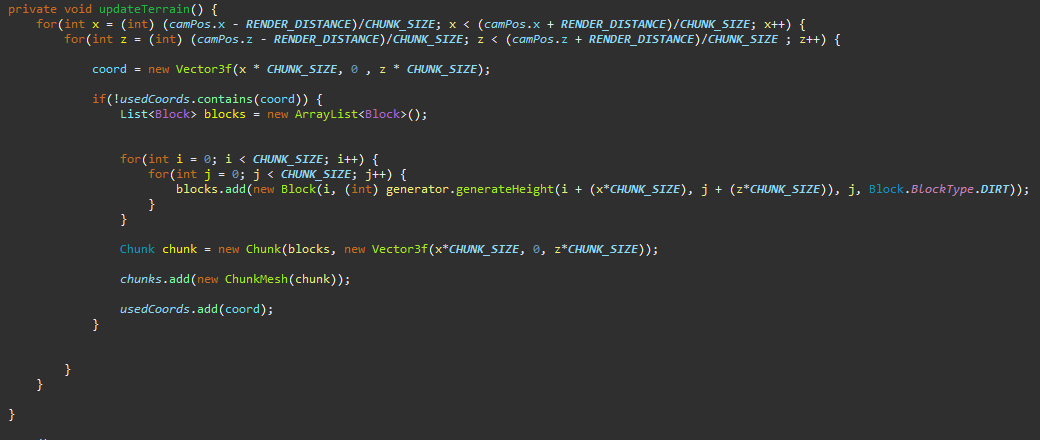 private void updateTerrain() {
for(int x = (int) (camPos.x - RENDER_DISTANCE)/CHUNK_SIZE; x < (camPos.x + RENDER_DISTANCE)/CHUNK_SIZE; x++) {
for(int z = (int) (camPos.z - RENDER_DISTANCE)/CHUNK_SIZE; z < (camPos.z + RENDER_DISTANCE)/CHUNK_SIZE ; z++) {
coord = new Vector3f(x * CHUNK_SIZE, 0 , z * CHUNK_SIZE);
if(!usedCoords.contains(coord)) {
List<Block> blocks = new ArrayList<Block>();
for(int i = 0; i < CHUNK_SIZE; i++) {
for(int j = 0; j < CHUNK_SIZE; j++) {
blocks.add(new Block(i, (int) generator.generateHeight(i + (x*CHUNK_SIZE), j + (z*CHUNK_SIZE)), j, Block.BlockType.DIRT));
}
}
Chunk chunk = new Chunk(blocks, new Vector3f(x*CHUNK_SIZE, 0, z*CHUNK_SIZE));
chunks.add(new ChunkMesh(chunk));
usedCoords.add(coord);
}
}
}
}